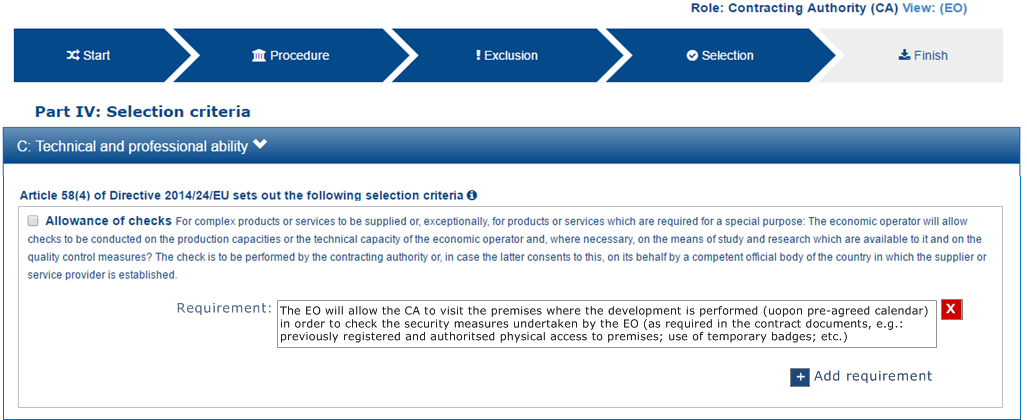 Role: Contracting Authority (CA) View: (EO)
Start Procedure ! Exclusion Selection Finish
Part IV: Selection criteria
C: Technical and professional ability
Article 58(4) of Directive 2014/24/EU sets out the following selection criteria
Allowance of checks For complex products or services to be supplied or, exceptionally, for products or services which are required for a special purpose: The economic operator will allow
checks to be conducted on the production capacities or the technical capacity of the economic operator and, where necessary, on the means of study and research which are available to it and on the
quality control measures? The check is to be performed by the contracting authority or, in case the latter consents to this, on its behalf by a competent official body of the country in which the supplier or
service provider is established.
Requirement: The EO will allow the CA to visit the premises where the development is performed (uopon pre-agreed calendar) X
in order to check the security measures undertaken by the EO (as required in the contract documents, e.g.:
previously registered and authoritsed physical access to premises; use of temporary badges; etc.)
+ Add requirement